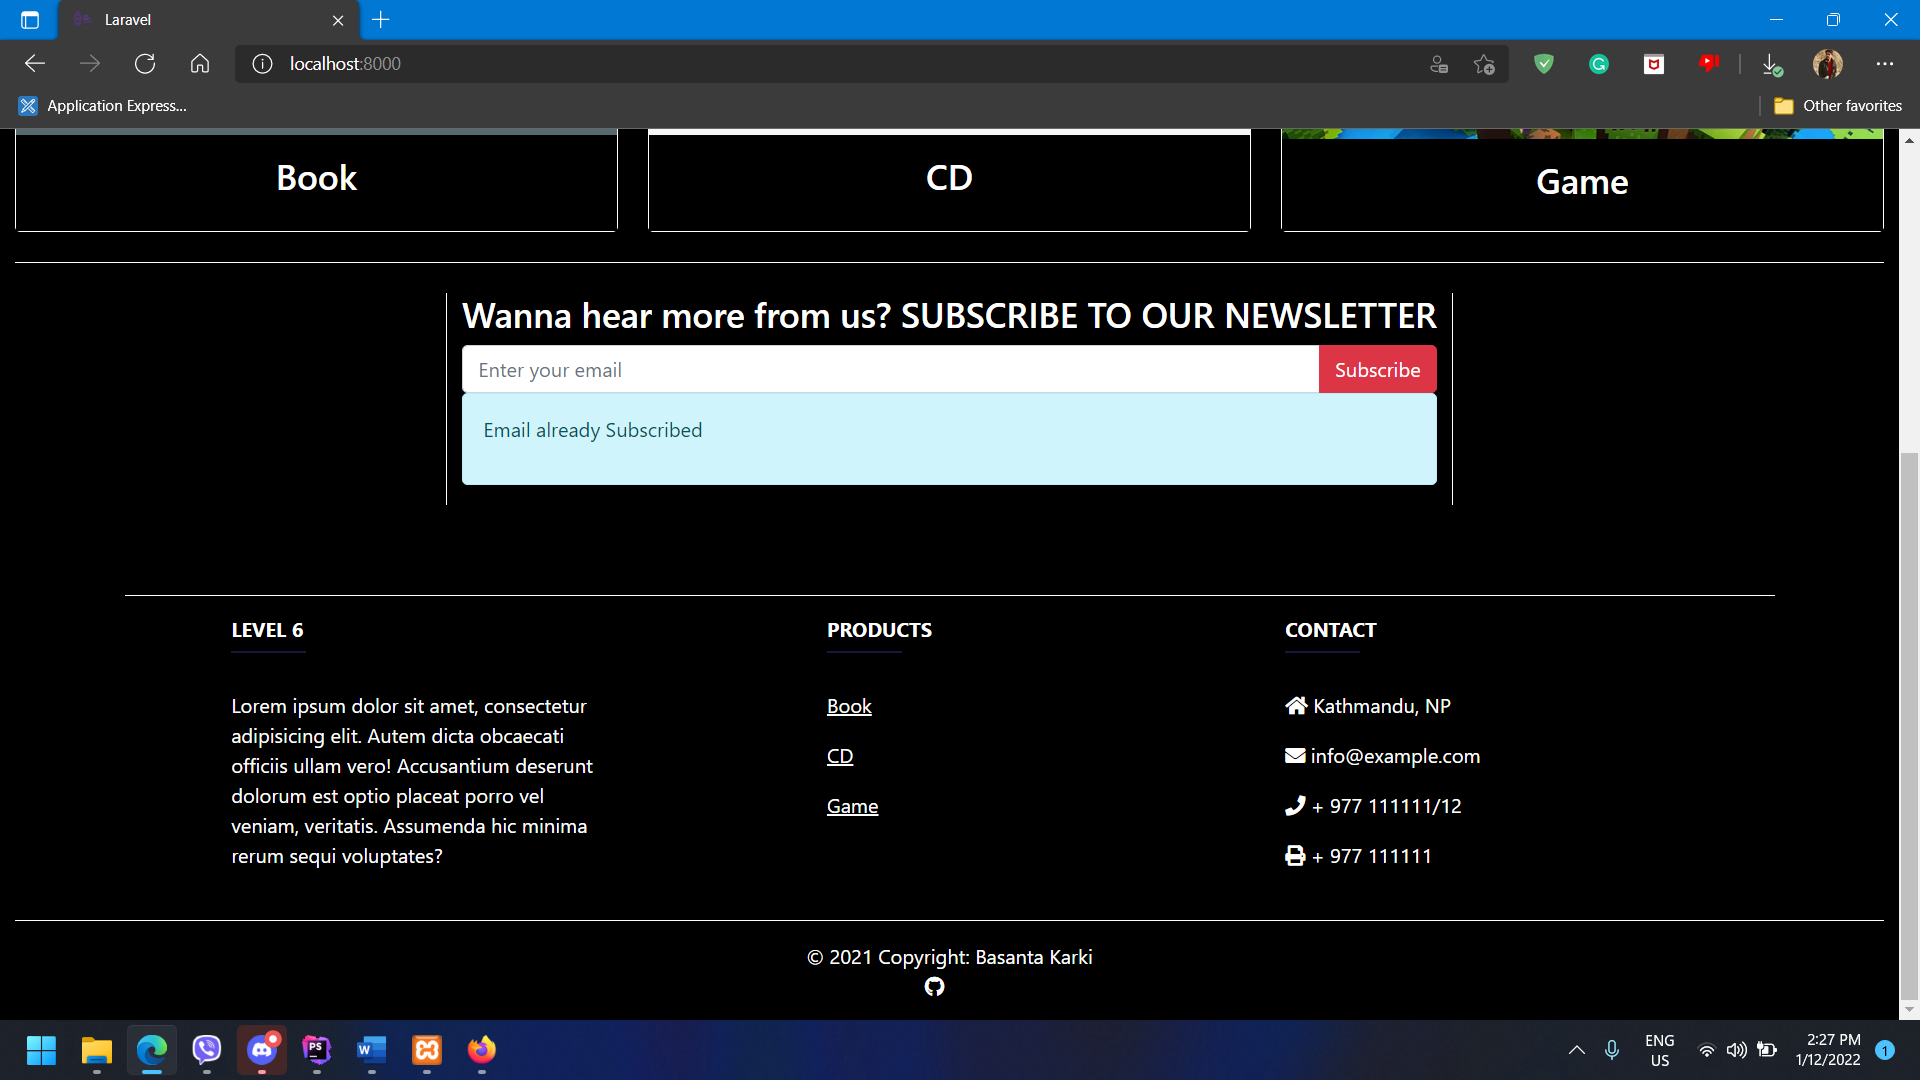 Laravel
localhost:8000
Application Express...
Other favorites
Book
CD
Game
Wanna hear more from us? SUBSCRIBE TO OUR NEWSLETTER
Enter your email
Subscribe
Email already Subscribed
LEVEL 6
Lorem ipsum dolor sit amet, consectetur
adipisicing elit. Autem dicta obcaecati
officiis ullam vero! Accusantium deserunt
dolorum est optio placeat porro vel
veniam, veritatis. Assumenda hic minima
rerum sequi voluptates?
PRODUCTS
Book
CD
Game
CONTACT
Kathmandu, NP
info@example.com
+ 977 111111/12
+ 977 111111
© 2021 Copyright: Basanta Karki
PS
W
ENG
US
2:27 PM
1/12/2022
1